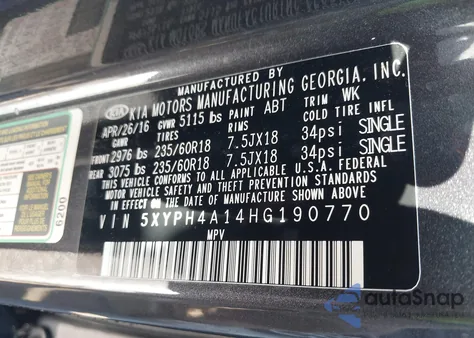 MANUFACTURED BY
KIA KIA MOTORS MANUFACTURING GEORGIA, INC.
APR/26/16 GVWR 5115 lbs PAINT ABT TRIM WK
GAWR TIRES RIMS COLD TIRE INFL
FRONT 2976 lbs 235/60R18 7.5JX18 34psi SINGLE
REAR 3075 lbs 235/60R18 7.5JX18 34psi SINGLE
THIS VEHICLE CONFORMS TO ALL APPLICABLE U.S.A. FEDERAL
MOTOR VEHICLE SAFETY AND THEFT PREVENTION STANDARDS
IN EFFECT ON THE DATE OF MANUFACTURE SHOWN ABOVE.
VIN 5XYPH4A14HG190770
MPV
6200
autoSnap